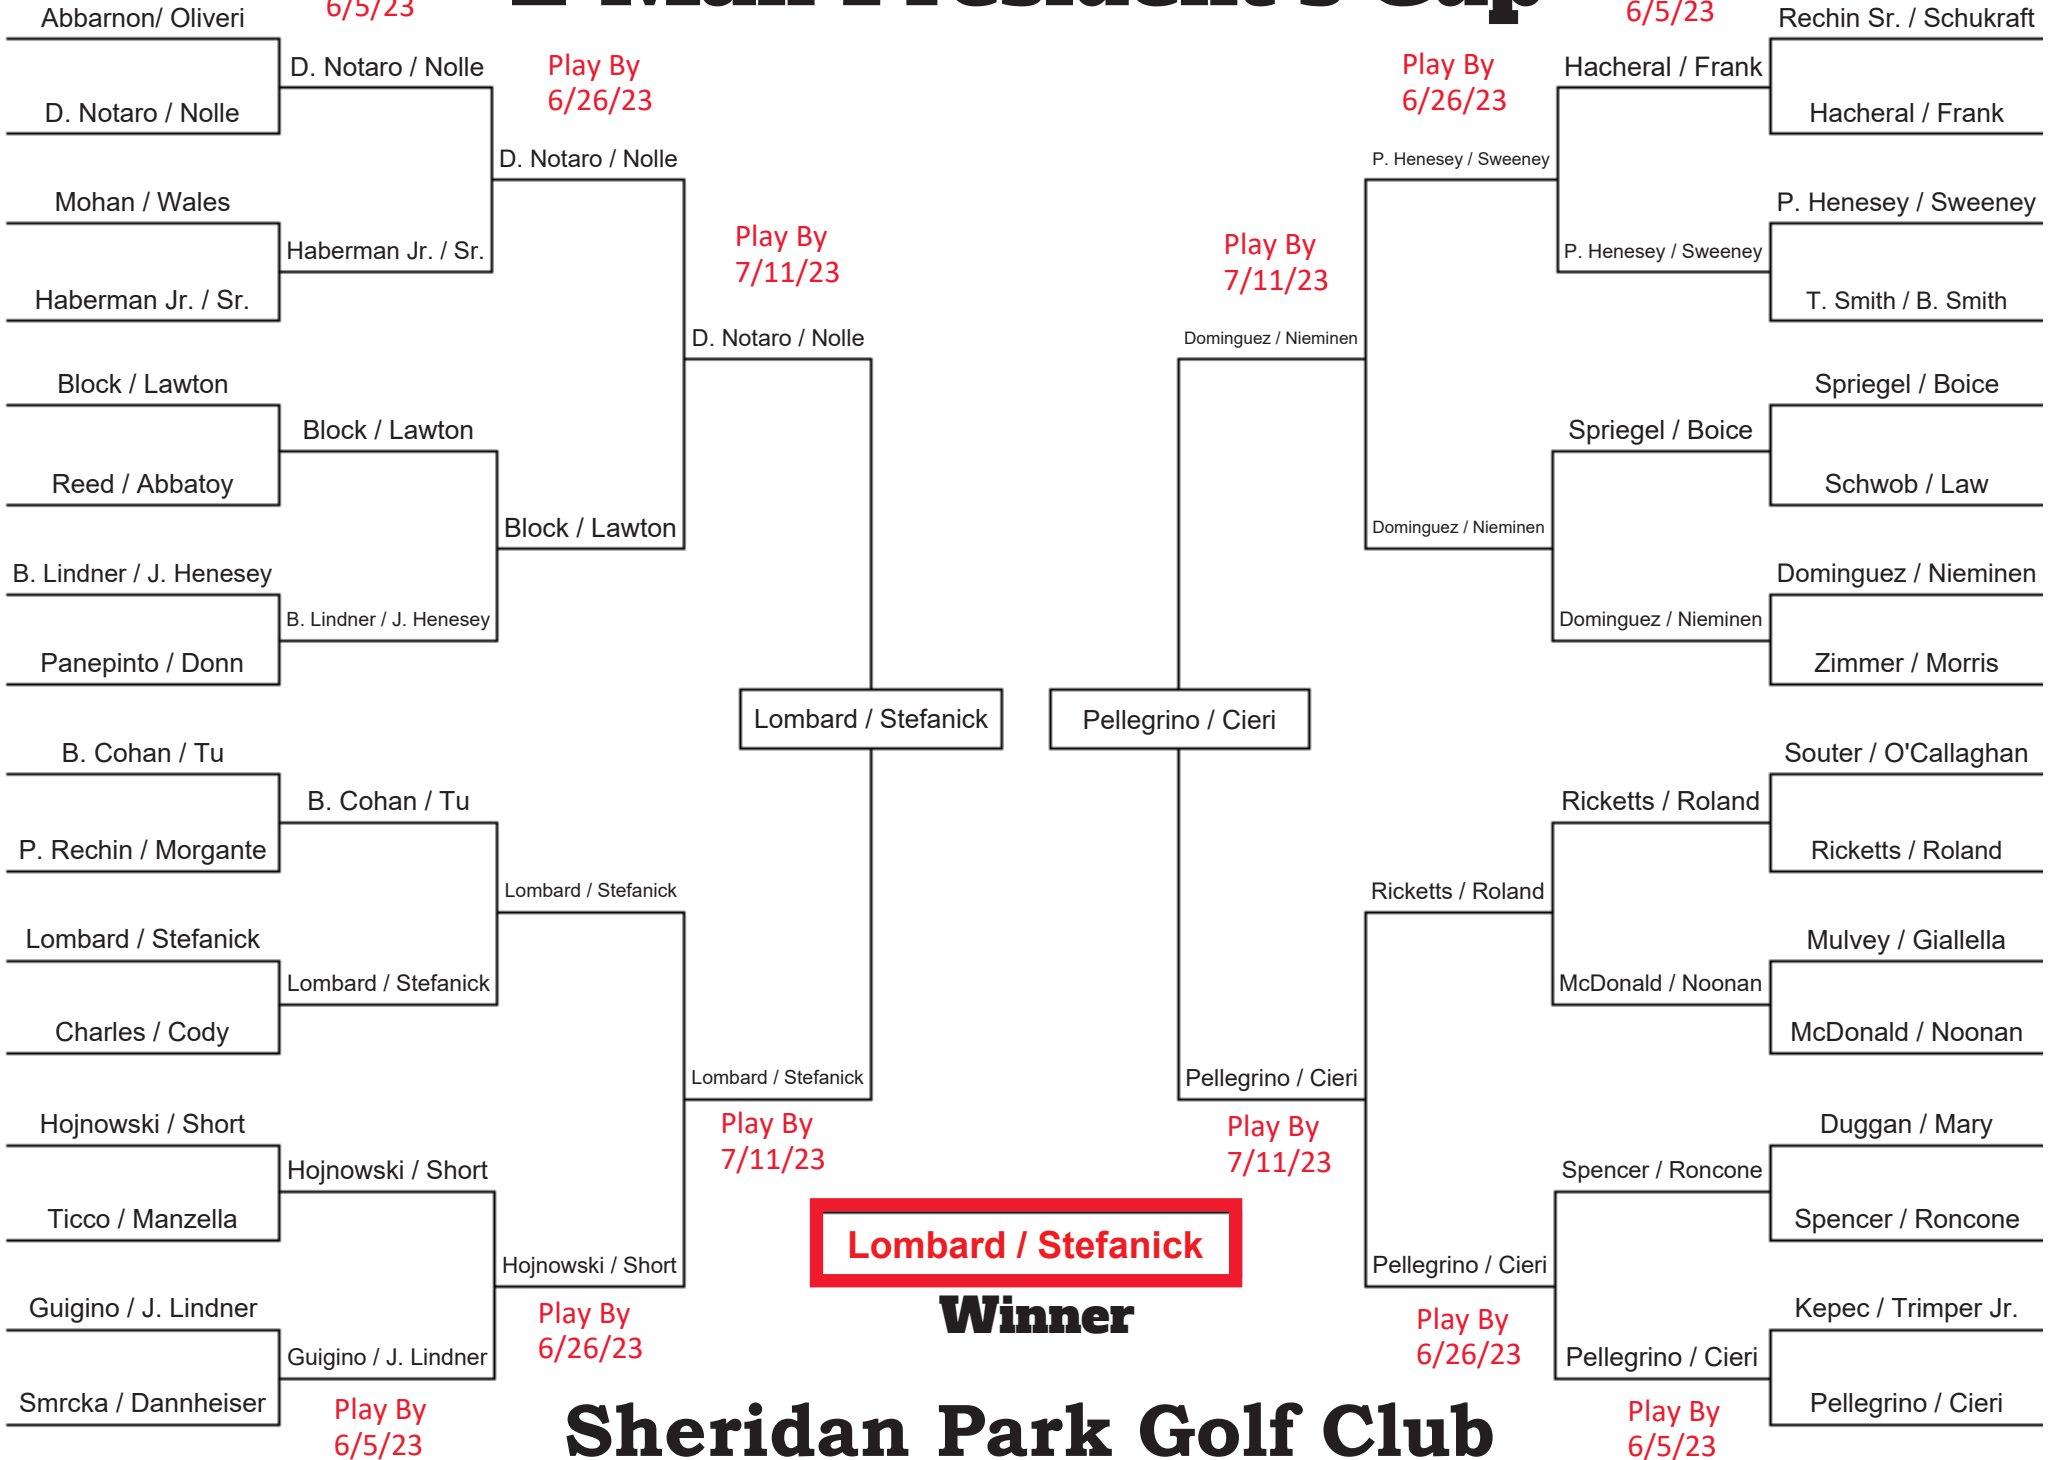 2-Man President's Cup
6/5/23
6/5/23
Abbarnon/ Oliveri
D. Notaro / Nolle
Mohan / Wales
Haberman Jr. / Sr.
Block / Lawton
Reed / Abbatoy
B. Lindner / J. Henesey
Panepinto / Donn
B. Cohan / Tu
P. Rechin / Morgante
Lombard / Stefanick
Charles / Cody
Hojnowski / Short
Ticco / Manzella
Guigino / J. Lindner
Smrcka / Dannheiser
D. Notaro / Nolle
Haberman Jr. / Sr.
Block / Lawton
B. Lindner / J. Henesey
B. Cohan / Tu
Lombard / Stefanick
Hojnowski / Short
Guigino / J. Lindner
Play By
6/5/23
Play By
6/26/23
D. Notaro / Nolle
Block / Lawton
Lombard / Stefanick
Hojnowski / Short
Play By
6/26/23
Play By
7/11/23
D. Notaro / Nolle
Lombard / Stefanick
Play By
7/11/23
Lombard / Stefanick
Pellegrino / Cieri
Play By
7/11/23
Dominguez / Nieminen
Pellegrino / Cieri
Play By
7/11/23
Play By
6/26/23
P. Henesey / Sweeney
Dominguez / Nieminen
Ricketts / Roland
Pellegrino / Cieri
Play By
6/26/23
Hacheral / Frank
P. Henesey / Sweeney
Spriegel / Boice
Dominguez / Nieminen
Ricketts / Roland
McDonald / Noonan
Spencer / Roncone
Pellegrino / Cieri
Play By
6/5/23
Rechin Sr. / Schukraft
Hacheral / Frank
P. Henesey / Sweeney
T. Smith / B. Smith
Spriegel / Boice
Schwob / Law
Dominguez / Nieminen
Zimmer / Morris
Souter / O'Callaghan
Ricketts / Roland
Mulvey / Giallella
McDonald / Noonan
Duggan / Mary
Spencer / Roncone
Kepec / Trimper Jr.
Pellegrino / Cieri
Lombard / Stefanick
Winner
Sheridan Park Golf Club